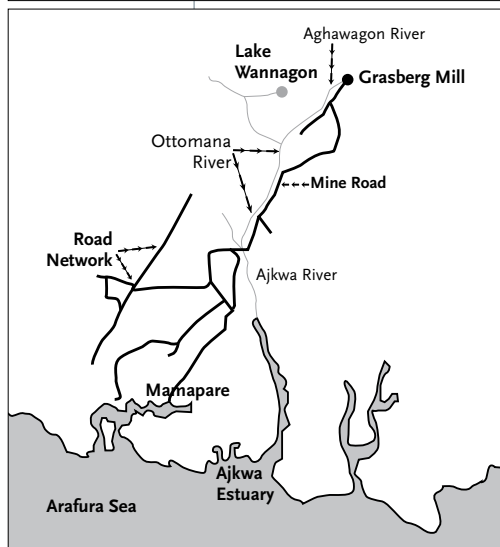 Aghawagon River
Lake
Wannagon
Grasberg Mill
Ottomana
River
Mine Road
Road
Network
Ajkwa River
Mamapare
Ajkwa
Estuary
Arafura Sea